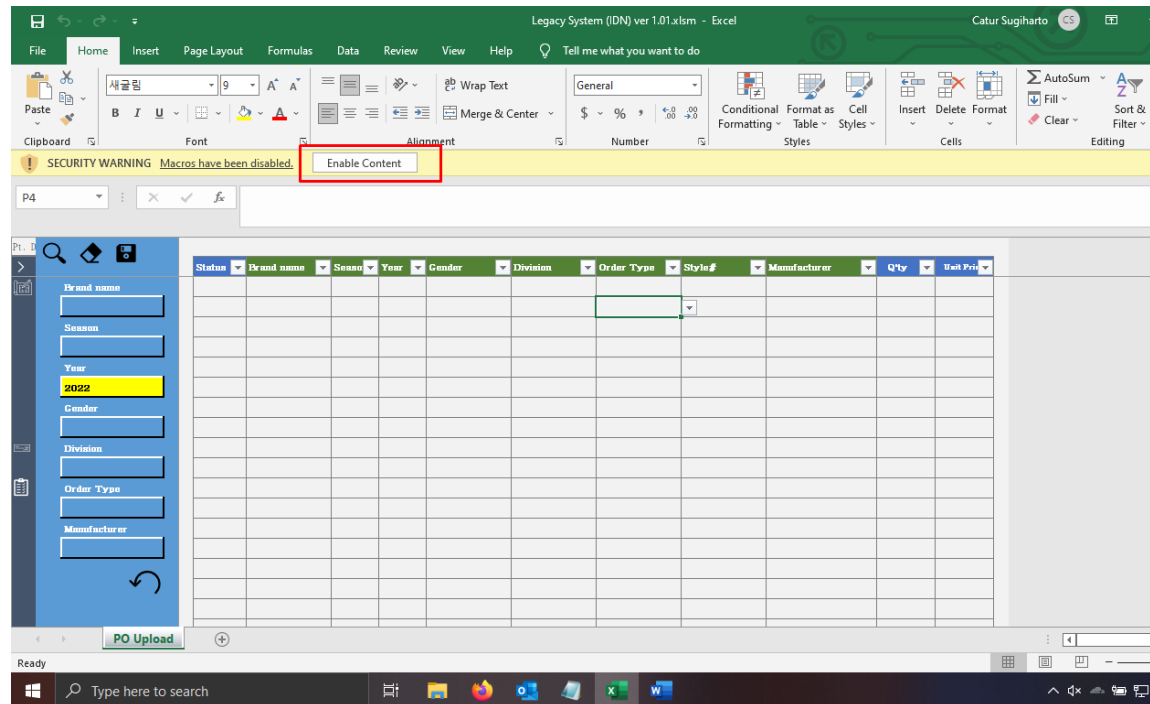 Legacy System (IDN) ver 1.01.xlsm - Excel
Catur Sugiharto
CS
File Home Insert Page Layout Formulas Data Review View Help Tell me what you want to do
Paste
새굴림 9
Wrap Text
General
AutoSum
Fill
Clear
B I U
Merge & Center
$ % ,
Conditional Formatting
Format as Table
Cell Styles
Insert Delete Format
Sort & Filter
Clipboard Font Alignment Number Styles Cells Editing
SECURITY WARNING Macros have been disabled. Enable Content
P4 fx
Pt. D
Status Brand name Seaso Year Gender Division Order Type Style# Manufacturer Q'ty Unit Pri
Brand name
Season
Year
2022
Gender
Division
Order Type
Manufacturer
PO Upload
Ready
Type here to search